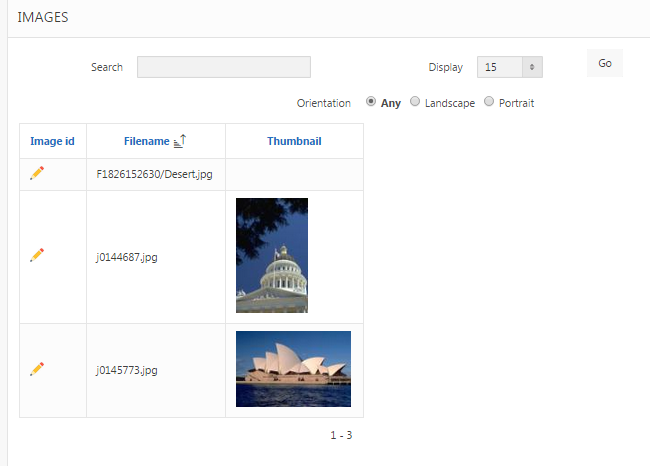 IMAGES
Search Display 15 Go
Orientation Any Landscape Portrait
Image id Filename Thumbnail
F1826152630/Desert.jpg
j0144687.jpg
j0145773.jpg
1 - 3